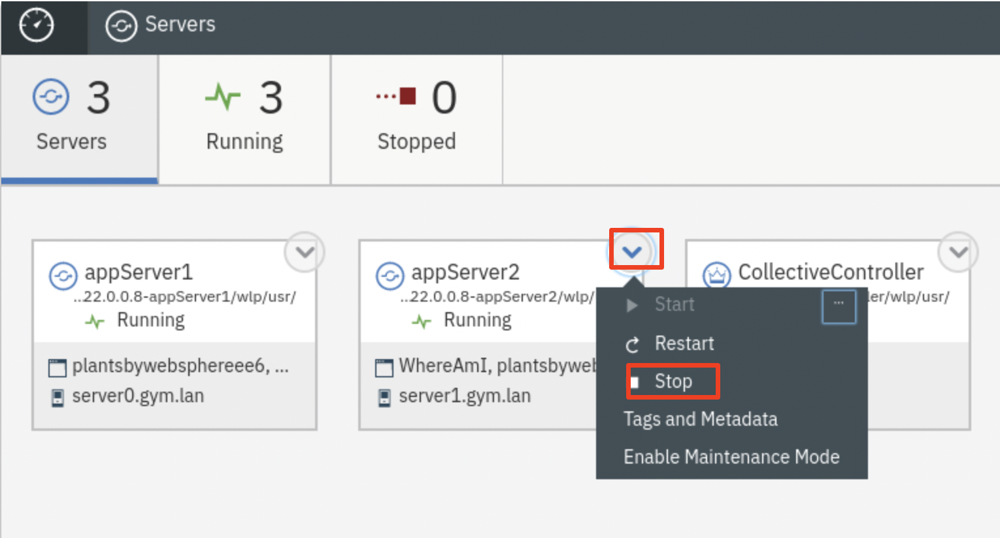 Servers
3
Servers
3
Running
0
Stopped
appServer1
...22.0.0.8-appServer1/wlp/usr/
Running
plantsbywebsphereee6, ...
server0.gym.lan
appServer2
...22.0.0.8-appServer2/wlp/
Running
WhereAmI, plantsbyweb
server1.gym.lan
CollectiveController
ler/wlp/usr/
Start
...
Restart
Stop
Tags and Metadata
Enable Maintenance Mode